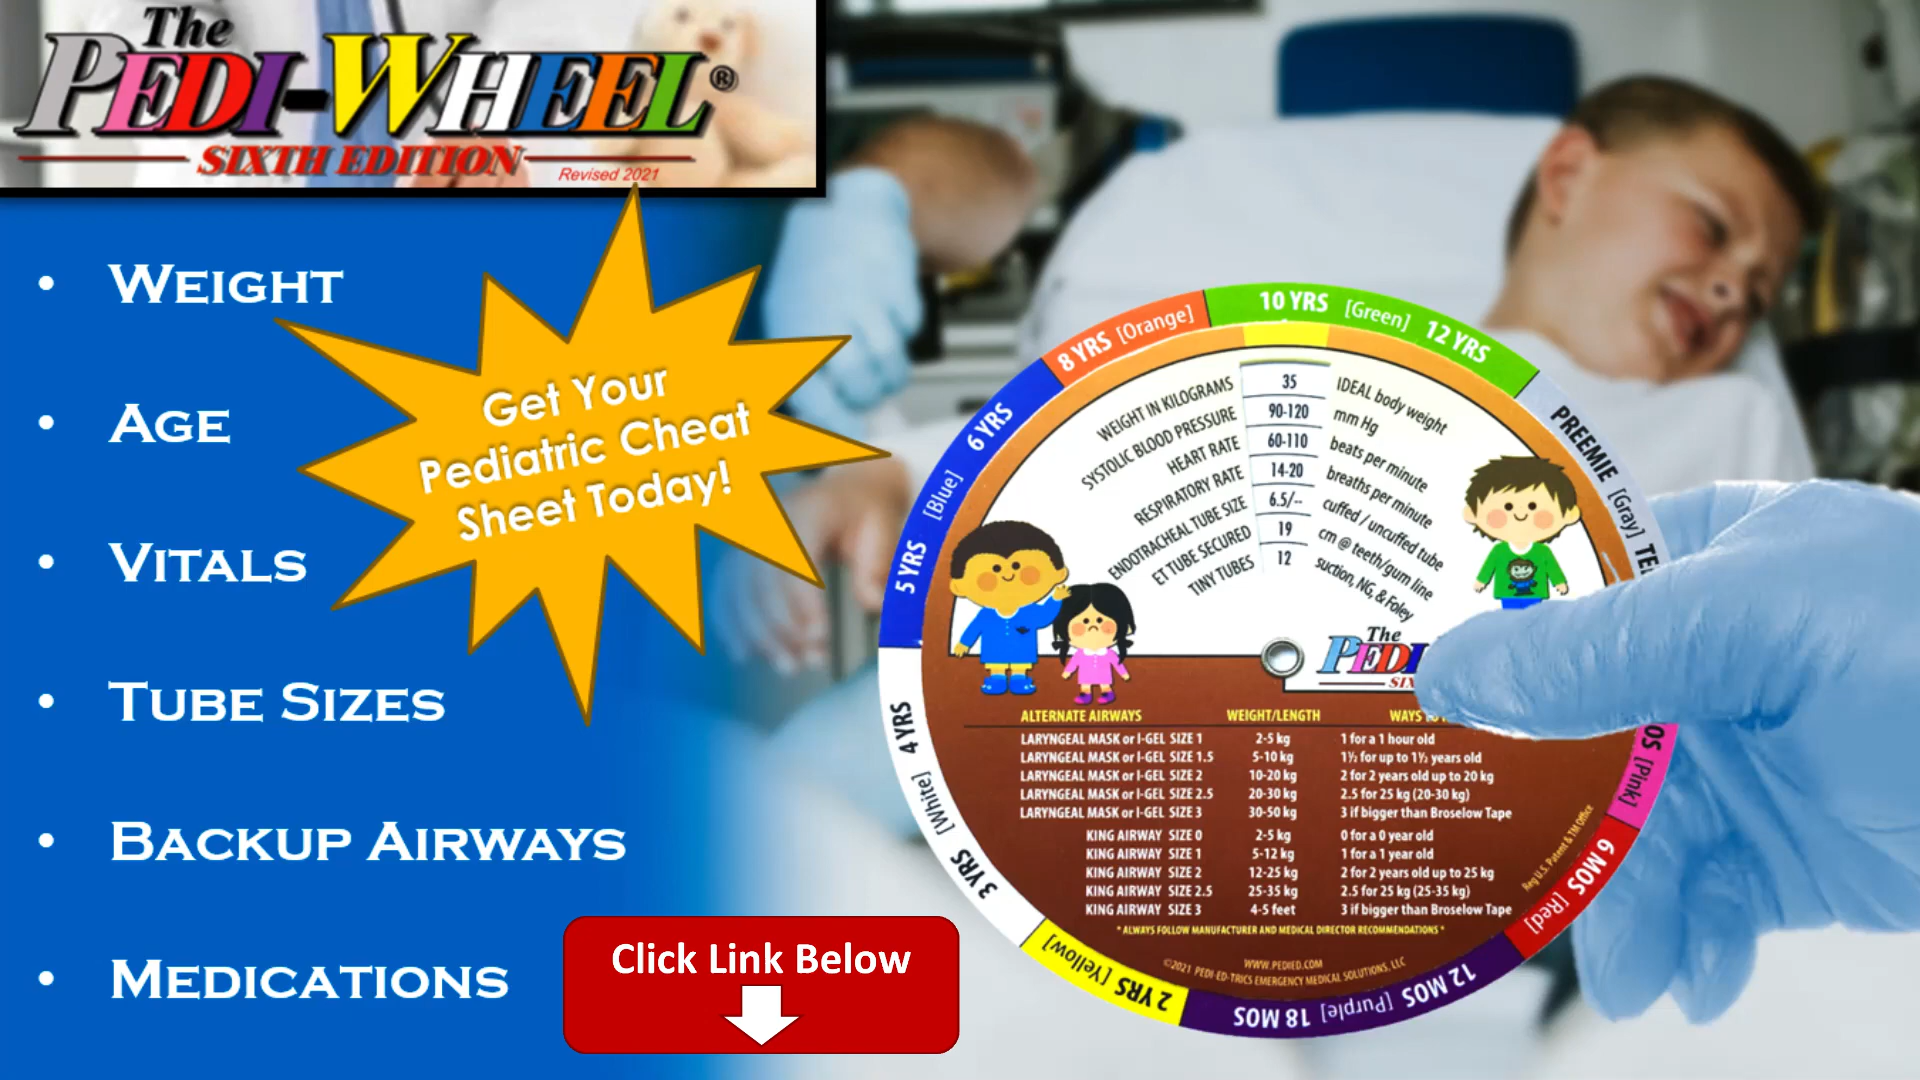 The
PEDI-WHEEL®
SIXTH EDITION
Revised 2021
• WEIGHT
• AGE
• VITALS
• TUBE SIZES
• BACKUP AIRWAYS
• MEDICATIONS
Get Your
Pediatric Cheat
Sheet Today!
Click Link Below
3 YRS [White] 4 YRS
5 YRS [Blue] 6 YRS
8 YRS [Orange]
10 YRS [Green] 12 YRS
PREEMIE [Gray]
[Pink]
6 MOS [Red]
12 MOS [Purple] 18 MOS
2 YRS [Yellow]
WEIGHT IN KILOGRAMS 35 IDEAL body weight
SYSTOLIC BLOOD PRESSURE 90-120 mm Hg
HEART RATE 60-110 beats per minute
RESPIRATORY RATE 14-20 breaths per minute
ENDOTRACHEAL TUBE SIZE 6.5/-- cuffed / uncuffed tube
ET TUBE SECURED 19 cm @ teeth/gum line
TINY TUBES 12 suction, NG, & Foley
The
PEDI
SIX
ALTERNATE AIRWAYS WEIGHT/LENGTH WAYS
LARYNGEAL MASK or I-GEL SIZE 1 2-5 kg 1 for a 1 hour old
LARYNGEAL MASK or I-GEL SIZE 1.5 5-10 kg 1½ for up to 1½ years old
LARYNGEAL MASK or I-GEL SIZE 2 10-20 kg 2 for 2 years old up to 20 kg
LARYNGEAL MASK or I-GEL SIZE 2.5 20-30 kg 2.5 for 25 kg (20-30 kg)
LARYNGEAL MASK or I-GEL SIZE 3 30-50 kg 3 if bigger than Broselow Tape
KING AIRWAY SIZE 0 2-5 kg 0 for a 0 year old
KING AIRWAY SIZE 1 5-12 kg 1 for a 1 year old
KING AIRWAY SIZE 2 12-25 kg 2 for 2 years old up to 25 kg
KING AIRWAY SIZE 2.5 25-35 kg 2.5 for 25 kg (25-35 kg)
KING AIRWAY SIZE 3 4-5 feet 3 if bigger than Broselow Tape
* ALWAYS FOLLOW MANUFACTURER AND MEDICAL DIRECTOR RECOMMENDATIONS *
WWW.PEDIED.COM
©2021 PEDI-ED-TRICS EMERGENCY MEDICAL SOLUTIONS, LLC
Reg U.S. Patent & TM Office